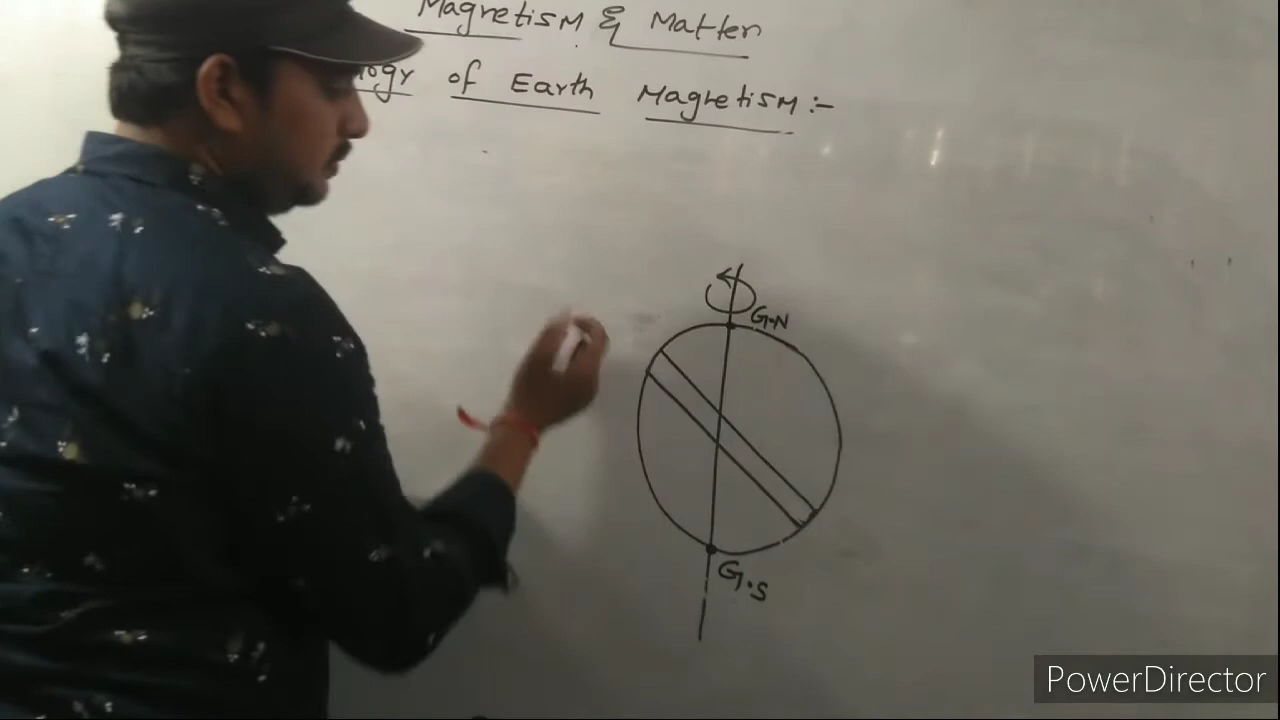 Magnetism & Matter
of Earth Magnetism :-
G.N
G.S
PowerDirector